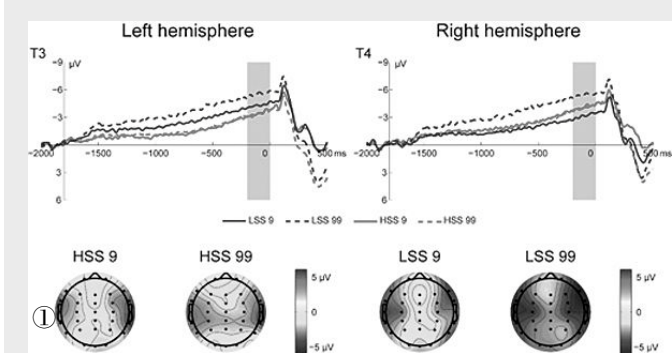 Left hemisphere Right hemisphere
T3 T4
−9 µV −9 µV
−6 −6
−3 −3
−2000 −1500 −1000 −500 0 500 ms −2000 −1500 −1000 −500 0 500 ms
3 3
6 6
LSS 9 LSS 99 HSS 9 HSS 99
HSS 9 HSS 99 LSS 9 LSS 99
5 µV 5 µV
① 0 0
−5 µV −5 µV